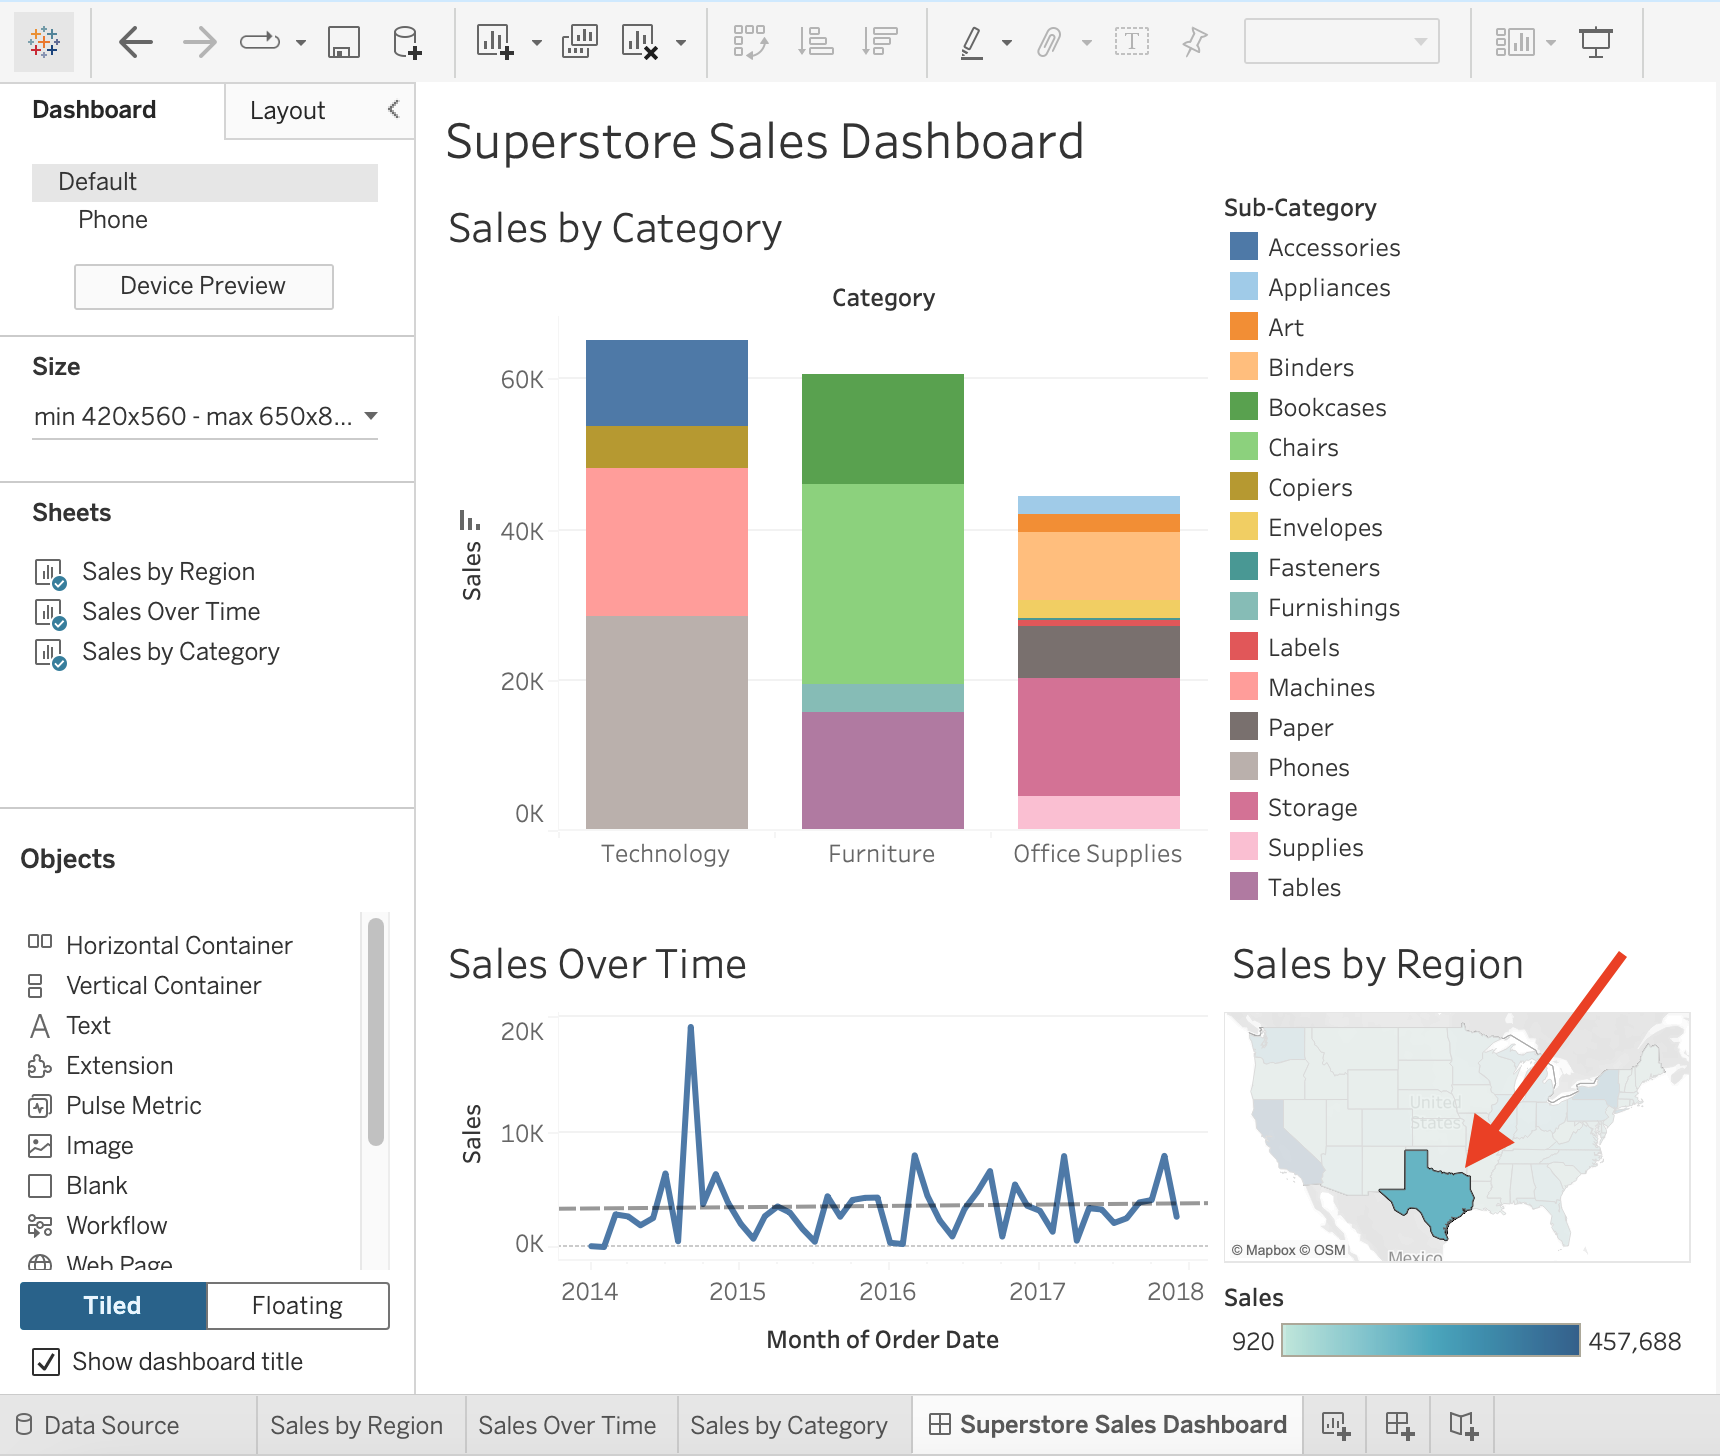 Dashboard
Layout
Default
Phone
Device Preview
Size
min 420x560 - max 650x8...
Sheets
Sales by Region
Sales Over Time
Sales by Category
Objects
Horizontal Container
Vertical Container
Text
Extension
Pulse Metric
Image
Blank
Workflow
Web Page
Tiled
Floating
Show dashboard title
Superstore Sales Dashboard
Sales by Category
Category
Sales
60K
40K
20K
0K
Technology
Furniture
Office Supplies
Sub-Category
Accessories
Appliances
Art
Binders
Bookcases
Chairs
Copiers
Envelopes
Fasteners
Furnishings
Labels
Machines
Paper
Phones
Storage
Supplies
Tables
Sales Over Time
Sales
20K
10K
0K
2014
2015
2016
2017
2018
Month of Order Date
Sales by Region
United
States
Mexico
© Mapbox © OSM
Sales
920
457,688
Data Source
Sales by Region
Sales Over Time
Sales by Category
Superstore Sales Dashboard